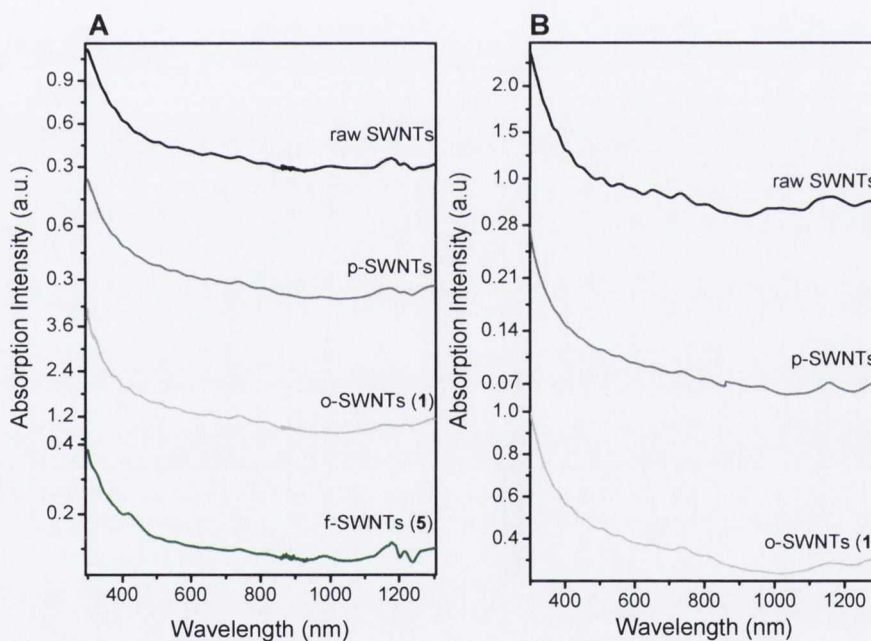 A
Absorption Intensity (a.u.)
0.9
0.6
0.3
0.6
0.3
3.6
2.4
1.2
0.4
0.2
raw SWNTs
p-SWNTs
o-SWNTs (1)
f-SWNTs (5)
400
600
800
1000
1200
Wavelength (nm)
B
Absorption Intensity (a.u)
2.0
1.5
1.0
0.28
0.21
0.14
0.07
1.0
0.8
0.6
0.4
raw SWNTs
p-SWNTs
o-SWNTs (1
400
600
800
1000
1200
Wavelength (nm)